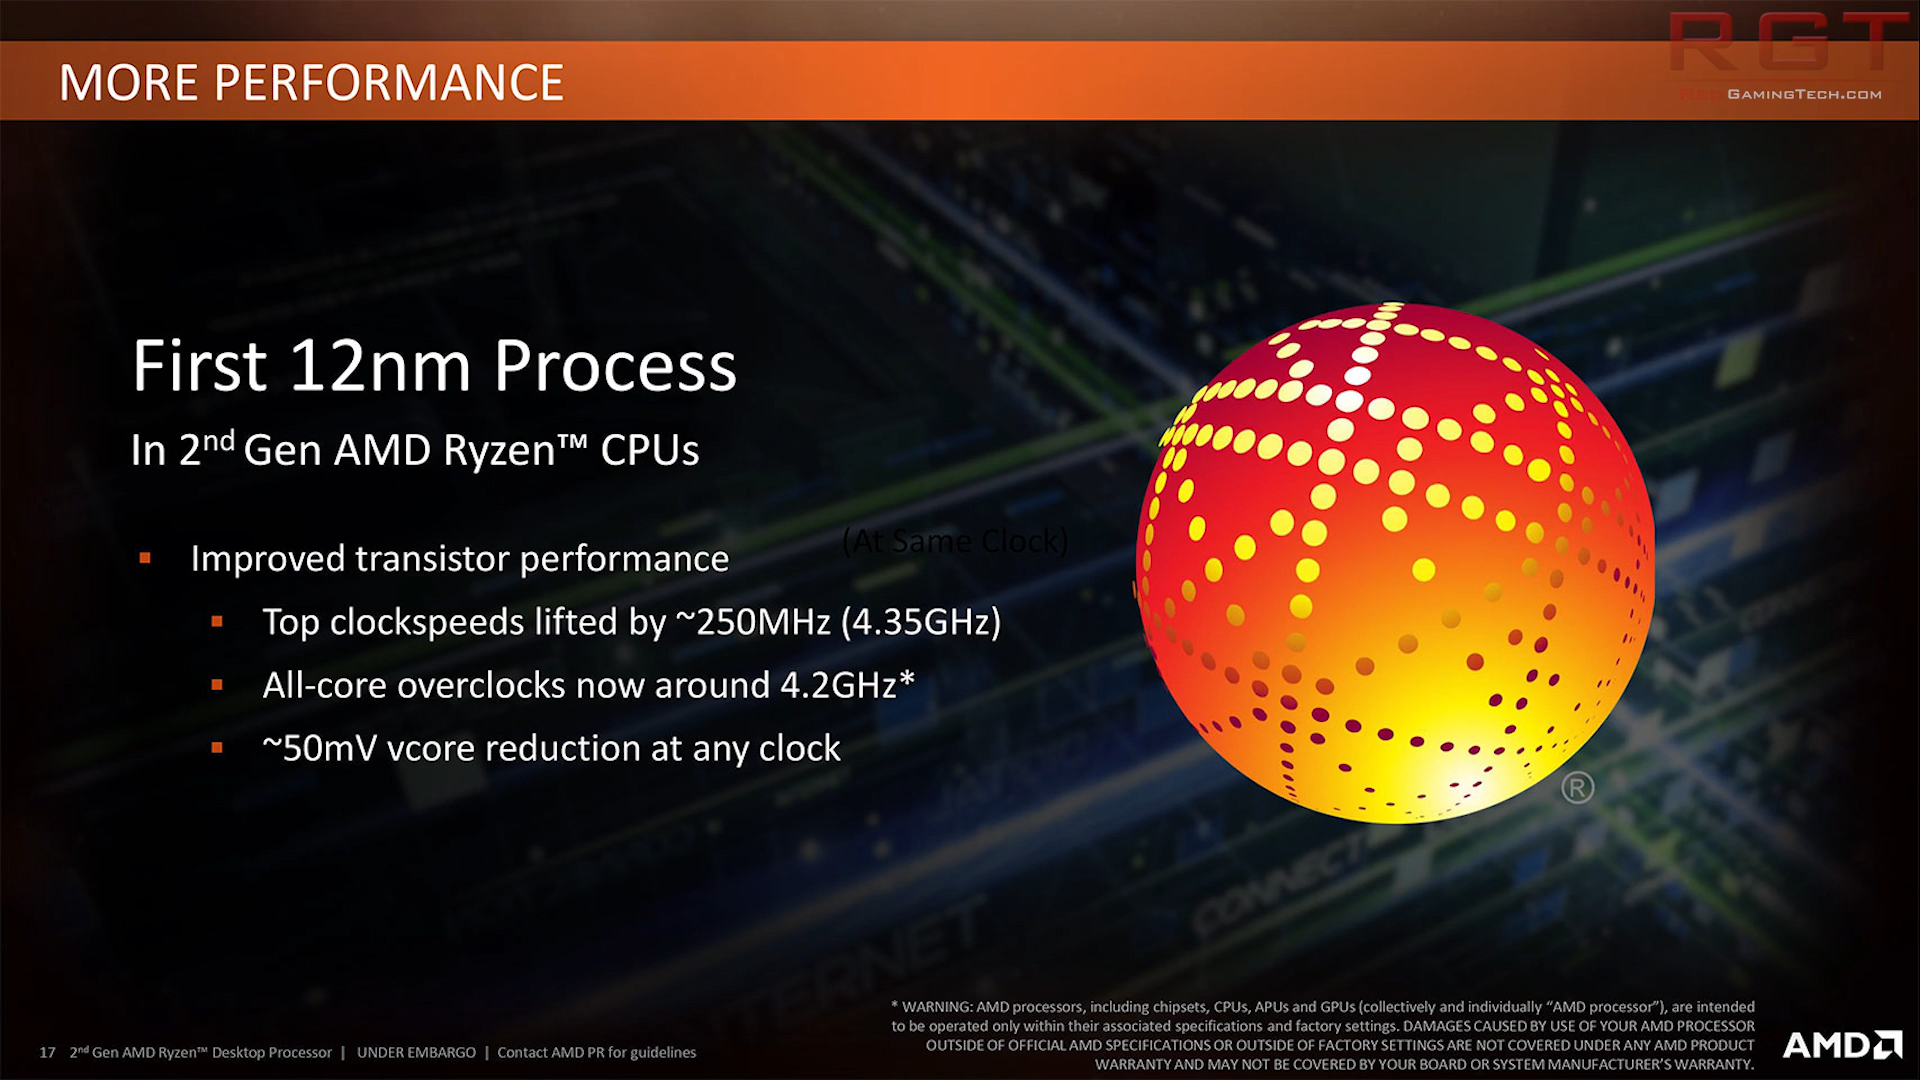 RGT
REDGAMINGTECH.COM
MORE PERFORMANCE
First 12nm Process
In 2nd Gen AMD Ryzen™ CPUs
(At Same Clock)
▪ Improved transistor performance
▪ Top clockspeeds lifted by ~250MHz (4.35GHz)
▪ All-core overclocks now around 4.2GHz*
▪ ~50mV vcore reduction at any clock
®
CONNECT
INTERNET
* WARNING: AMD processors, including chipsets, CPUs, APUs and GPUs (collectively and individually “AMD processor”), are intended
to be operated only within their associated specifications and factory settings. DAMAGES CAUSED BY USE OF YOUR AMD PROCESSOR
OUTSIDE OF OFFICIAL AMD SPECIFICATIONS OR OUTSIDE OF FACTORY SETTINGS ARE NOT COVERED UNDER ANY AMD PRODUCT
WARRANTY AND MAY NOT BE COVERED BY YOUR BOARD OR SYSTEM MANUFACTURER’S WARRANTY.
17 2nd Gen AMD Ryzen™ Desktop Processor | UNDER EMBARGO | Contact AMD PR for guidelines
AMD